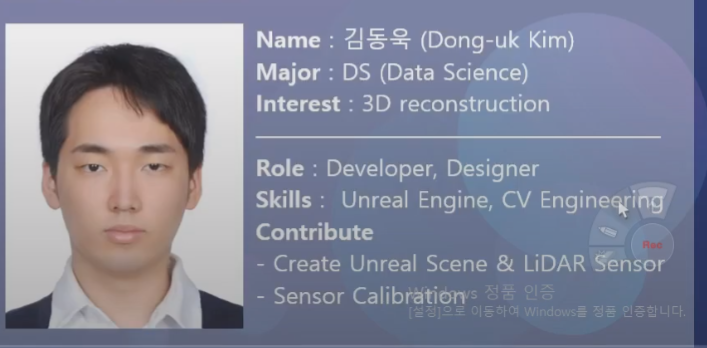 Name : 김동욱 (Dong-uk Kim)
Major : DS (Data Science)
Interest : 3D reconstruction
Role : Developer, Designer
Skills : Unreal Engine, CV Engineering
Rec
Contribute
- Create Unreal Scene & LiDAR Sensor
- Sensor Calibration
Windows 정품 인증
[설정]으로 이동하여 Windows를 정품 인증합니다.